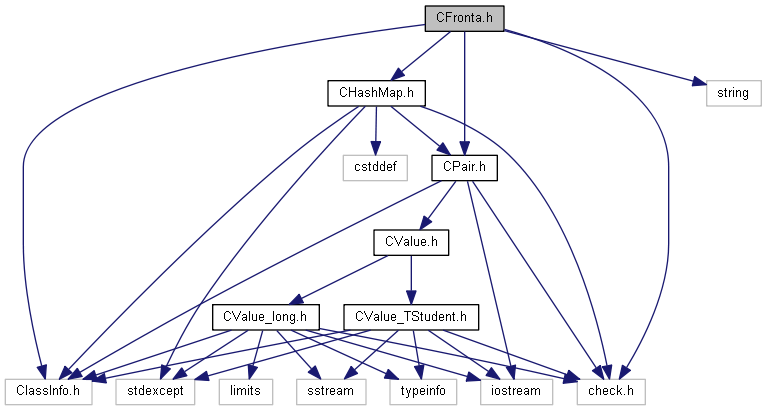 CFronta.h
CHashMap.h
string
cstddef
CPair.h
CValue.h
CValue_long.h
CValue_TStudent.h
ClassInfo.h
stdexcept
limits
sstream
typeinfo
iostream
check.h